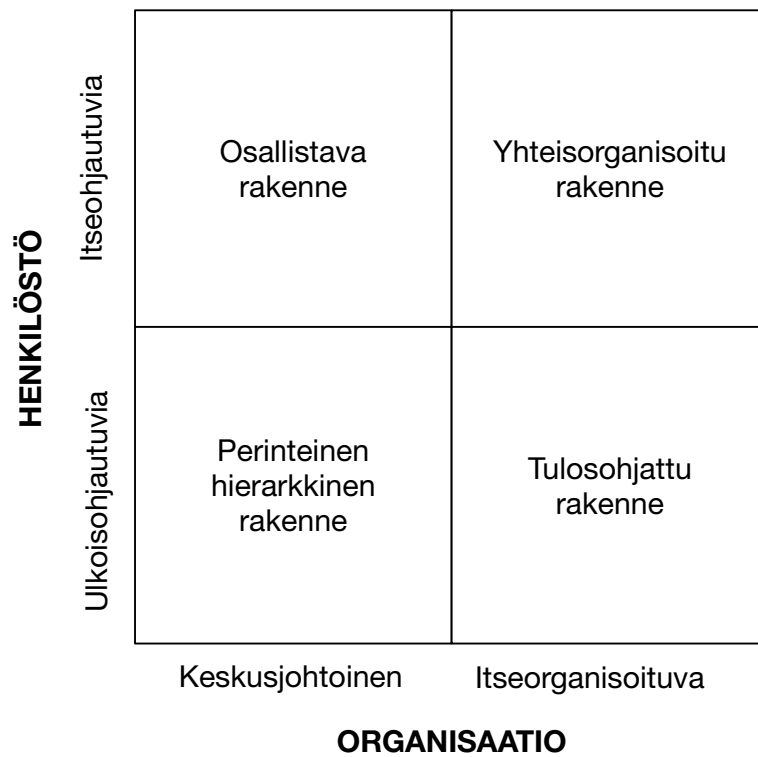 HENKILÖSTÖ
Itseohjautuvia
Osallistava
rakenne
Yhteisorganisoitu
rakenne
Ulkoisohjautuvia
Perinteinen
hierarkkinen
rakenne
Tulosohjattu
rakenne
Keskusjohtoinen
Itseorganisoituva
ORGANISAATIO